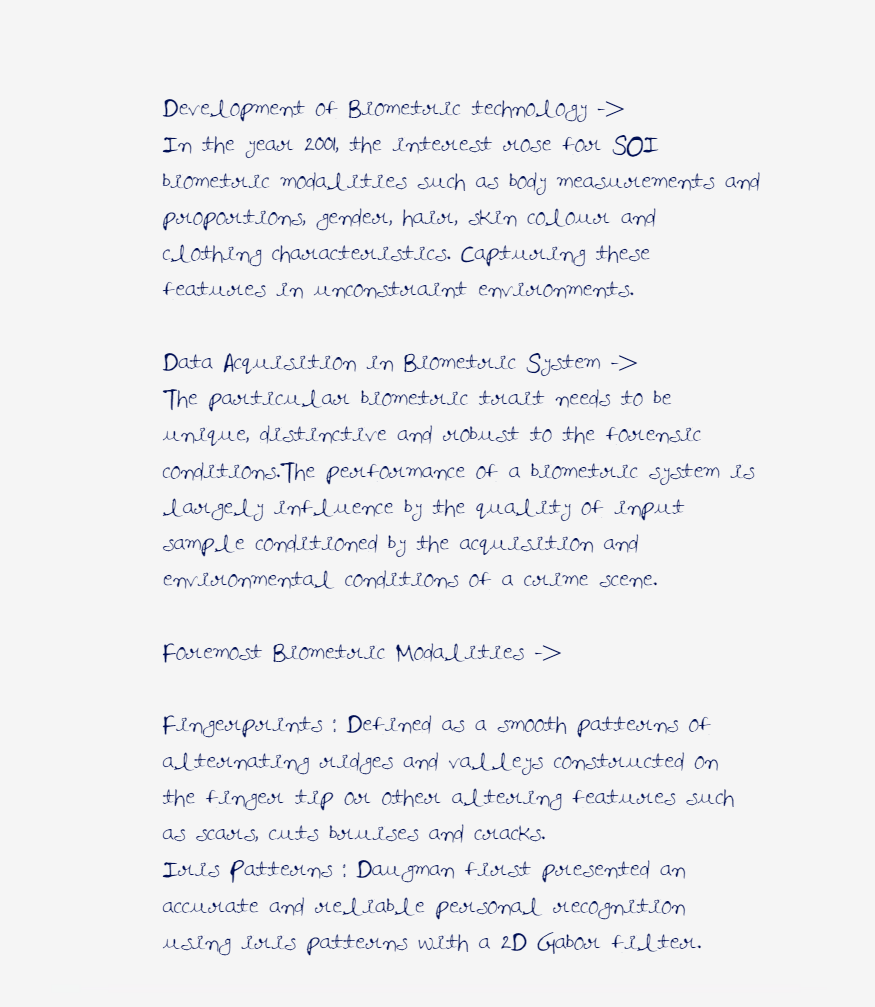 Development of Biometric technology ->
In the year 2001, the interest rose for SOI
biometric modalities such as body measurements and
proportions, gender, hair, skin colour and
clothing characteristics. Capturing these
features in unconstraint environments.
Data Acquisition in Biometric System ->
The particular biometric trait needs to be
unique, distinctive and robust to the forensic
conditions.The performance of a biometric system is
largely influence by the quality of input
sample conditioned by the acquisition and
environmental conditions of a crime scene.
Foremost Biometric Modalities ->
Fingerprints : Defined as a smooth patterns of
alternating ridges and valleys constructed on
the finger tip or other altering features such
as scars, cuts bruises and cracks.
Iris Patterns : Daugman first presented an
accurate and reliable personal recognition
using iris patterns with a 2D Gabor filter.